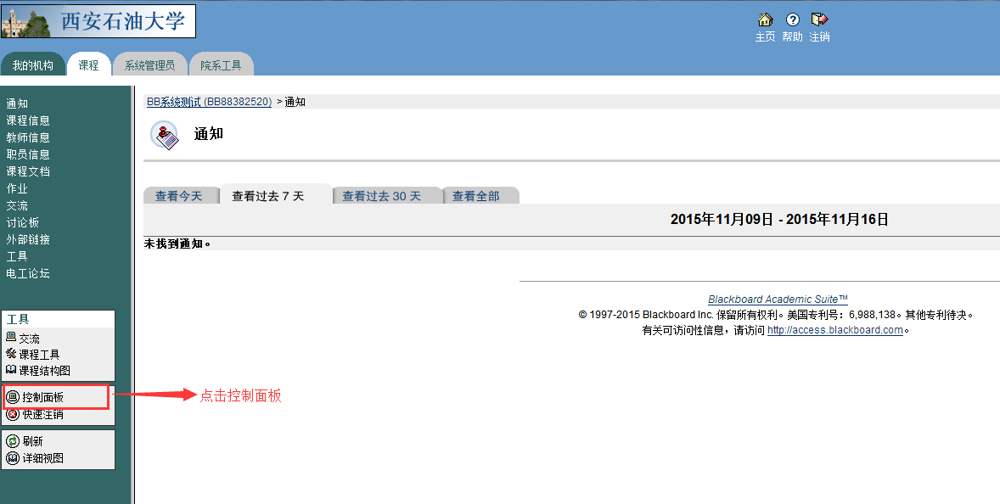 西安石油大学
主页 帮助 注销
我的机构 课程 系统管理员 院系工具
通知
课程信息
教师信息
职员信息
课程文档
作业
交流
讨论板
外部链接
工具
电工论坛
工具
交流
课程工具
课程结构图
控制面板
快速注销
刷新
详细视图
BB系统测试 (BB88382520) > 通知
通知
查看今天 查看过去 7 天 查看过去 30 天 查看全部
2015年11月09日 - 2015年11月16日
未找到通知。
Blackboard Academic Suite™
© 1997-2015 Blackboard Inc. 保留所有权利。美国专利号：6,988,138。其他专利待决。
有关可访问性信息，请访问 http://access.blackboard.com。
点击控制面板